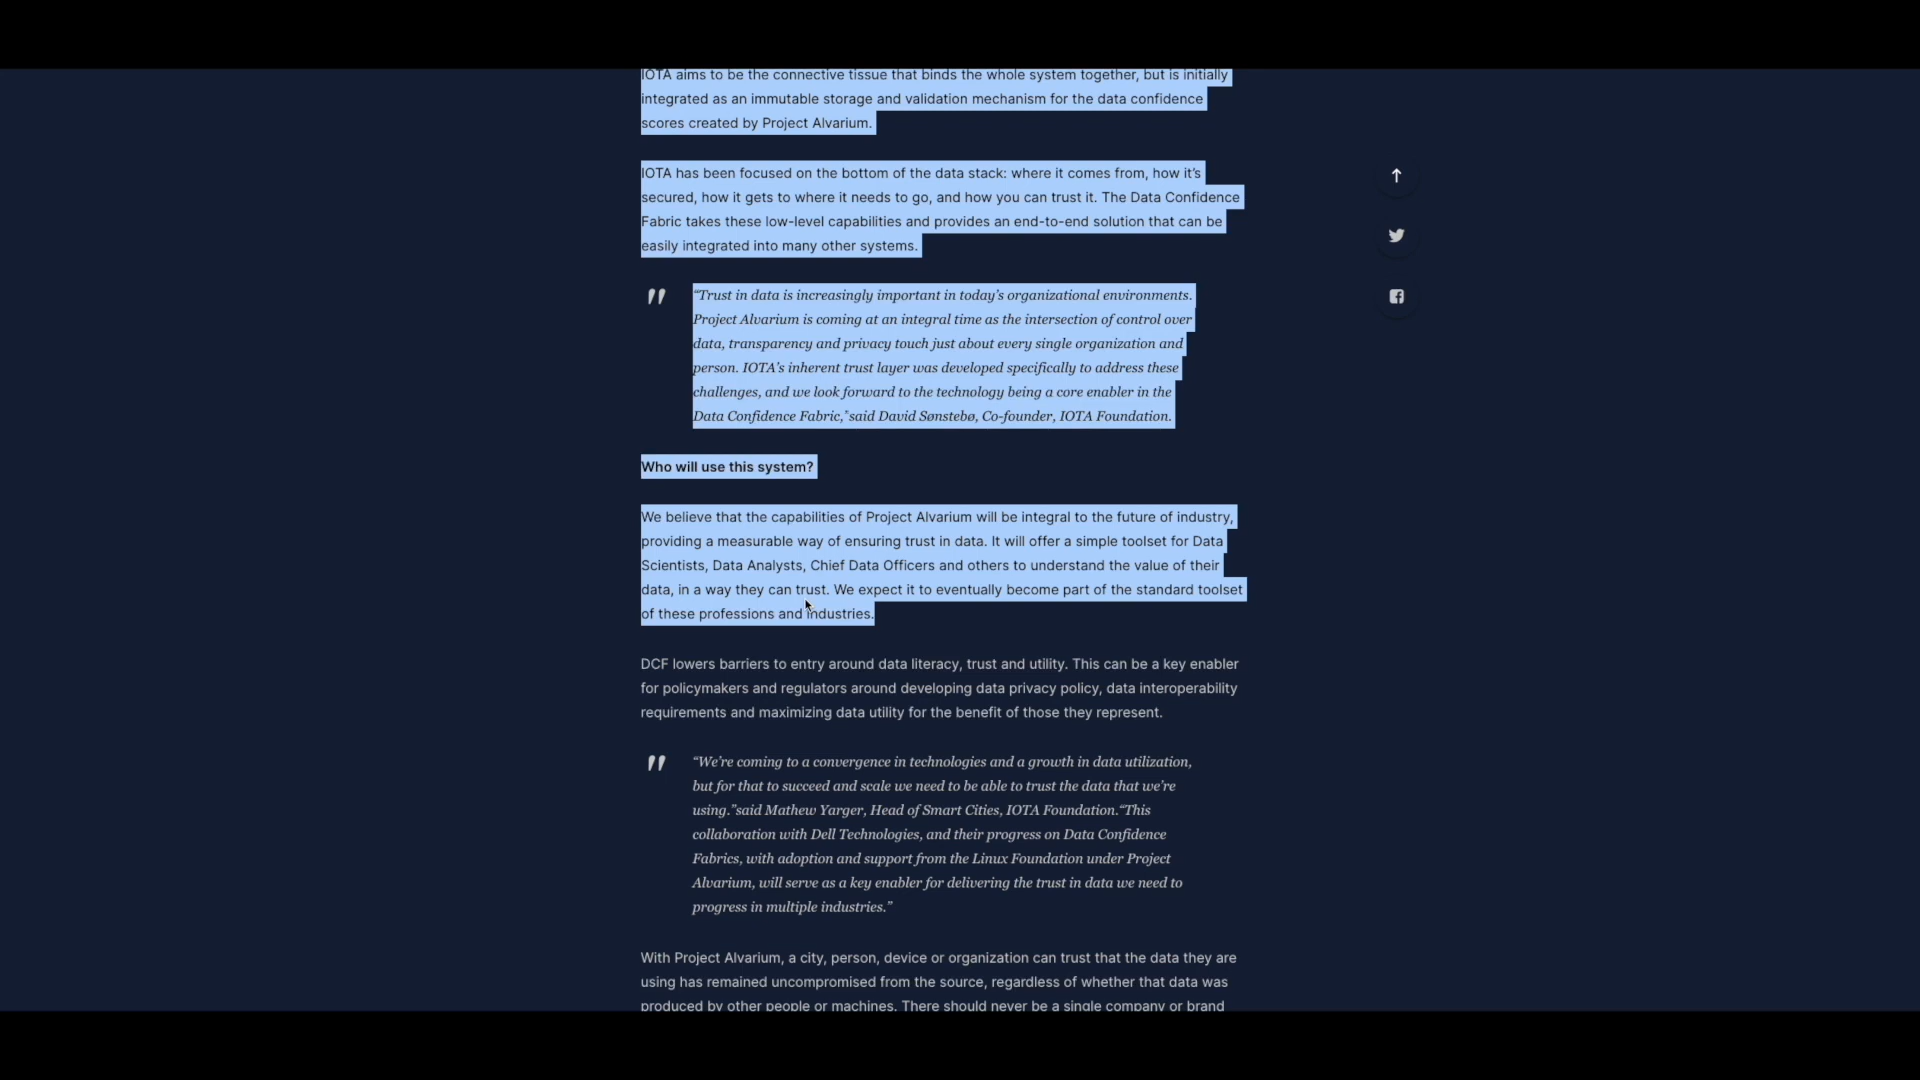 IOTA aims to be the connective tissue that binds the whole system together, but is initially
integrated as an immutable storage and validation mechanism for the data confidence
scores created by Project Alvarium.
IOTA has been focused on the bottom of the data stack: where it comes from, how it’s
secured, how it gets to where it needs to go, and how you can trust it. The Data Confidence
Fabric takes these low-level capabilities and provides an end-to-end solution that can be
easily integrated into many other systems.
“Trust in data is increasingly important in today’s organizational environments.
Project Alvarium is coming at an integral time as the intersection of control over
data, transparency and privacy touch just about every single organization and
person. IOTA’s inherent trust layer was developed specifically to address these
challenges, and we look forward to the technology being a core enabler in the
Data Confidence Fabric,”said David Sønstebø, Co-founder, IOTA Foundation.
Who will use this system?
We believe that the capabilities of Project Alvarium will be integral to the future of industry,
providing a measurable way of ensuring trust in data. It will offer a simple toolset for Data
Scientists, Data Analysts, Chief Data Officers and others to understand the value of their
data, in a way they can trust. We expect it to eventually become part of the standard toolset
of these professions and industries.
DCF lowers barriers to entry around data literacy, trust and utility. This can be a key enabler
for policymakers and regulators around developing data privacy policy, data interoperability
requirements and maximizing data utility for the benefit of those they represent.
“We’re coming to a convergence in technologies and a growth in data utilization,
but for that to succeed and scale we need to be able to trust the data that we’re
using.”said Mathew Yarger, Head of Smart Cities, IOTA Foundation.“This
collaboration with Dell Technologies, and their progress on Data Confidence
Fabrics, with adoption and support from the Linux Foundation under Project
Alvarium, will serve as a key enabler for delivering the trust in data we need to
progress in multiple industries.”
With Project Alvarium, a city, person, device or organization can trust that the data they are
using has remained uncompromised from the source, regardless of whether that data was
produced by other people or machines. There should never be a single company or brand